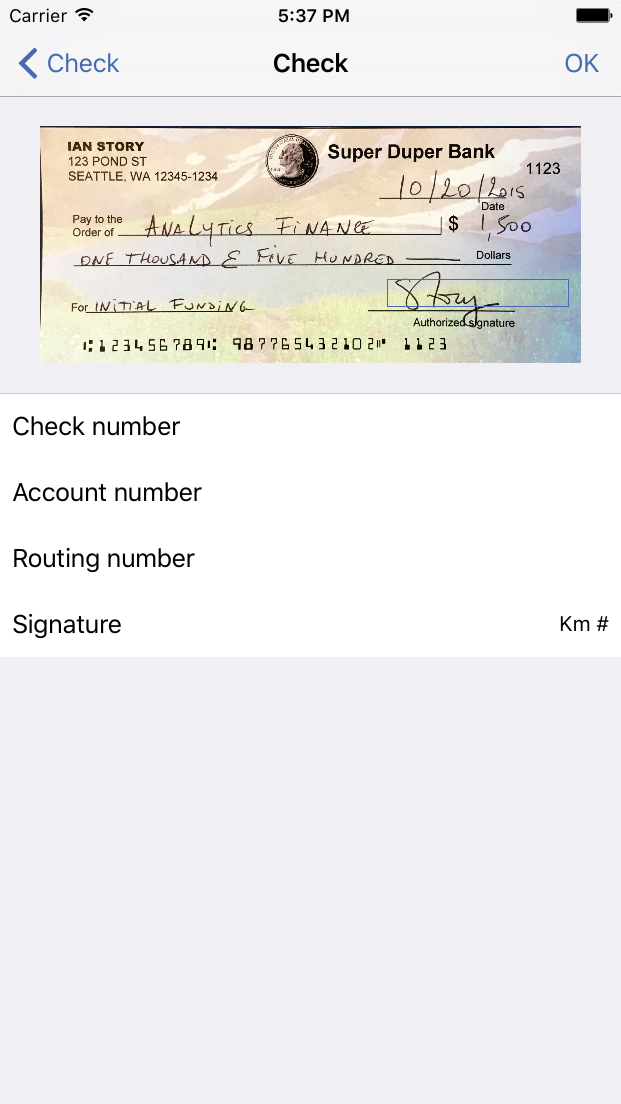 Carrier 5:37 PM
Check Check OK
IAN STORY
123 POND ST
SEATTLE, WA 12345-1234
Super Duper Bank
1123
10/20/2015
Date
Pay to the
Order of ANALYTICS FINANCE $ 1,500
ONE THOUSAND & FIVE HUNDRED Dollars
For INITIAL FUNDING
Story
Authorized signature
⑆123456789⑆ 987765432102⑈ 1123
Check number
Account number
Routing number
Signature Km #